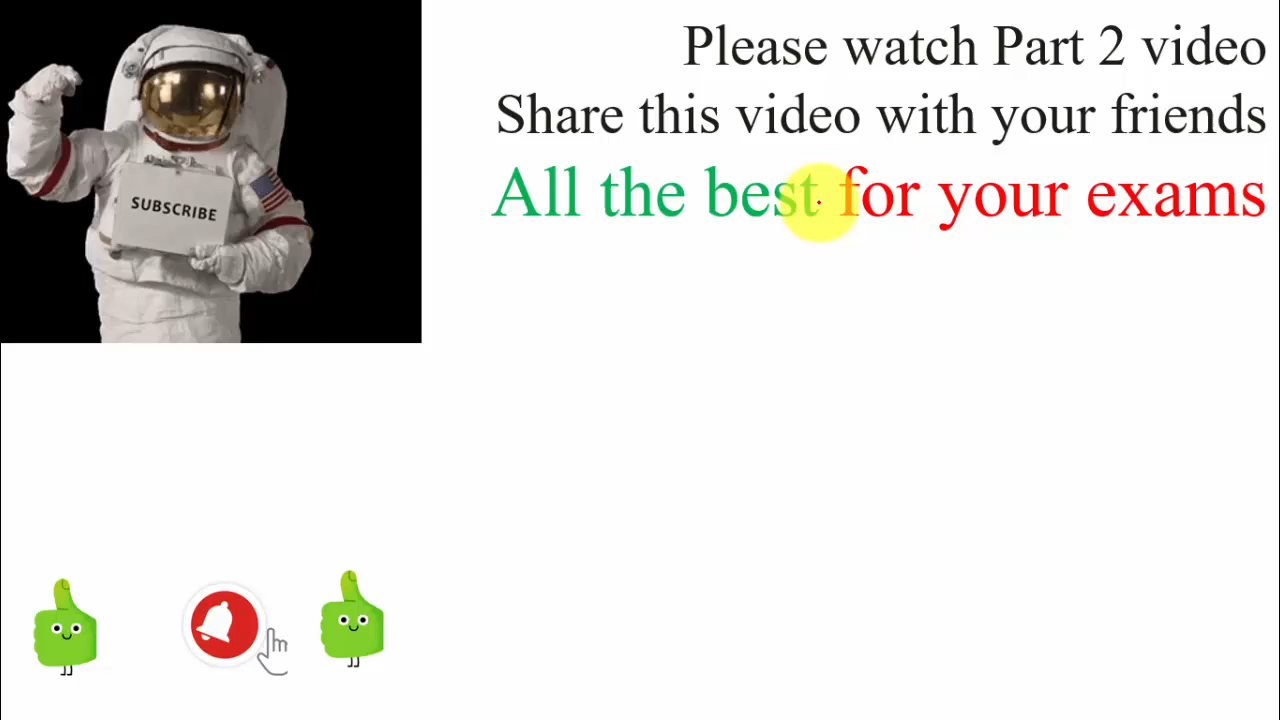 SUBSCRIBE
Please watch Part 2 video
Share this video with your friends
All the best for your exams